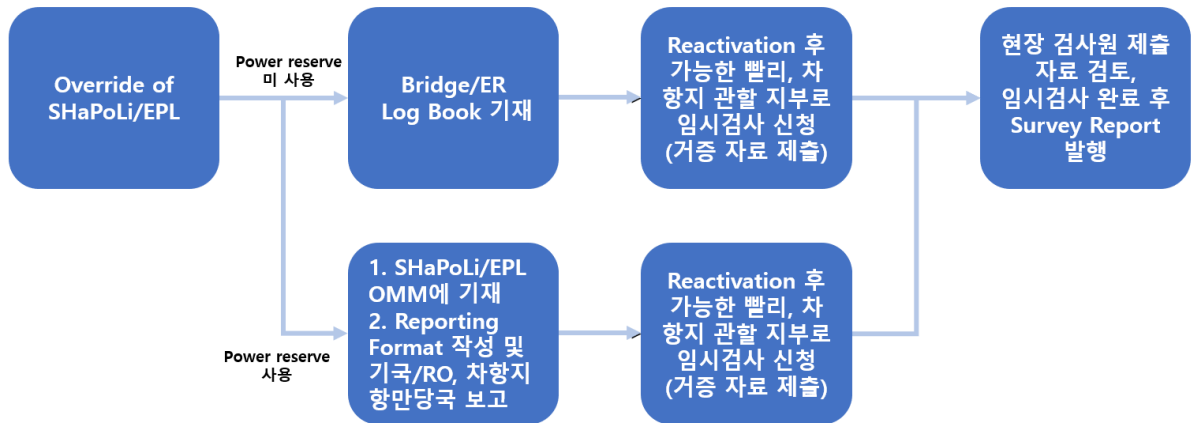 Override of
SHaPoLi/EPL
Power reserve
미 사용
Bridge/ER
Log Book 기재
Reactivation 후
가능한 빨리, 차
항지 관할 지부로
임시검사 신청
(거증 자료 제출)
현장 검사원 제출
자료 검토,
임시검사 완료 후
Survey Report
발행
Power reserve
사용
1. SHaPoLi/EPL
OMM에 기재
2. Reporting
Format 작성 및
기국/RO, 차항지
항만당국 보고
Reactivation 후
가능한 빨리, 차
항지 관할 지부로
임시검사 신청
(거증 자료 제출)